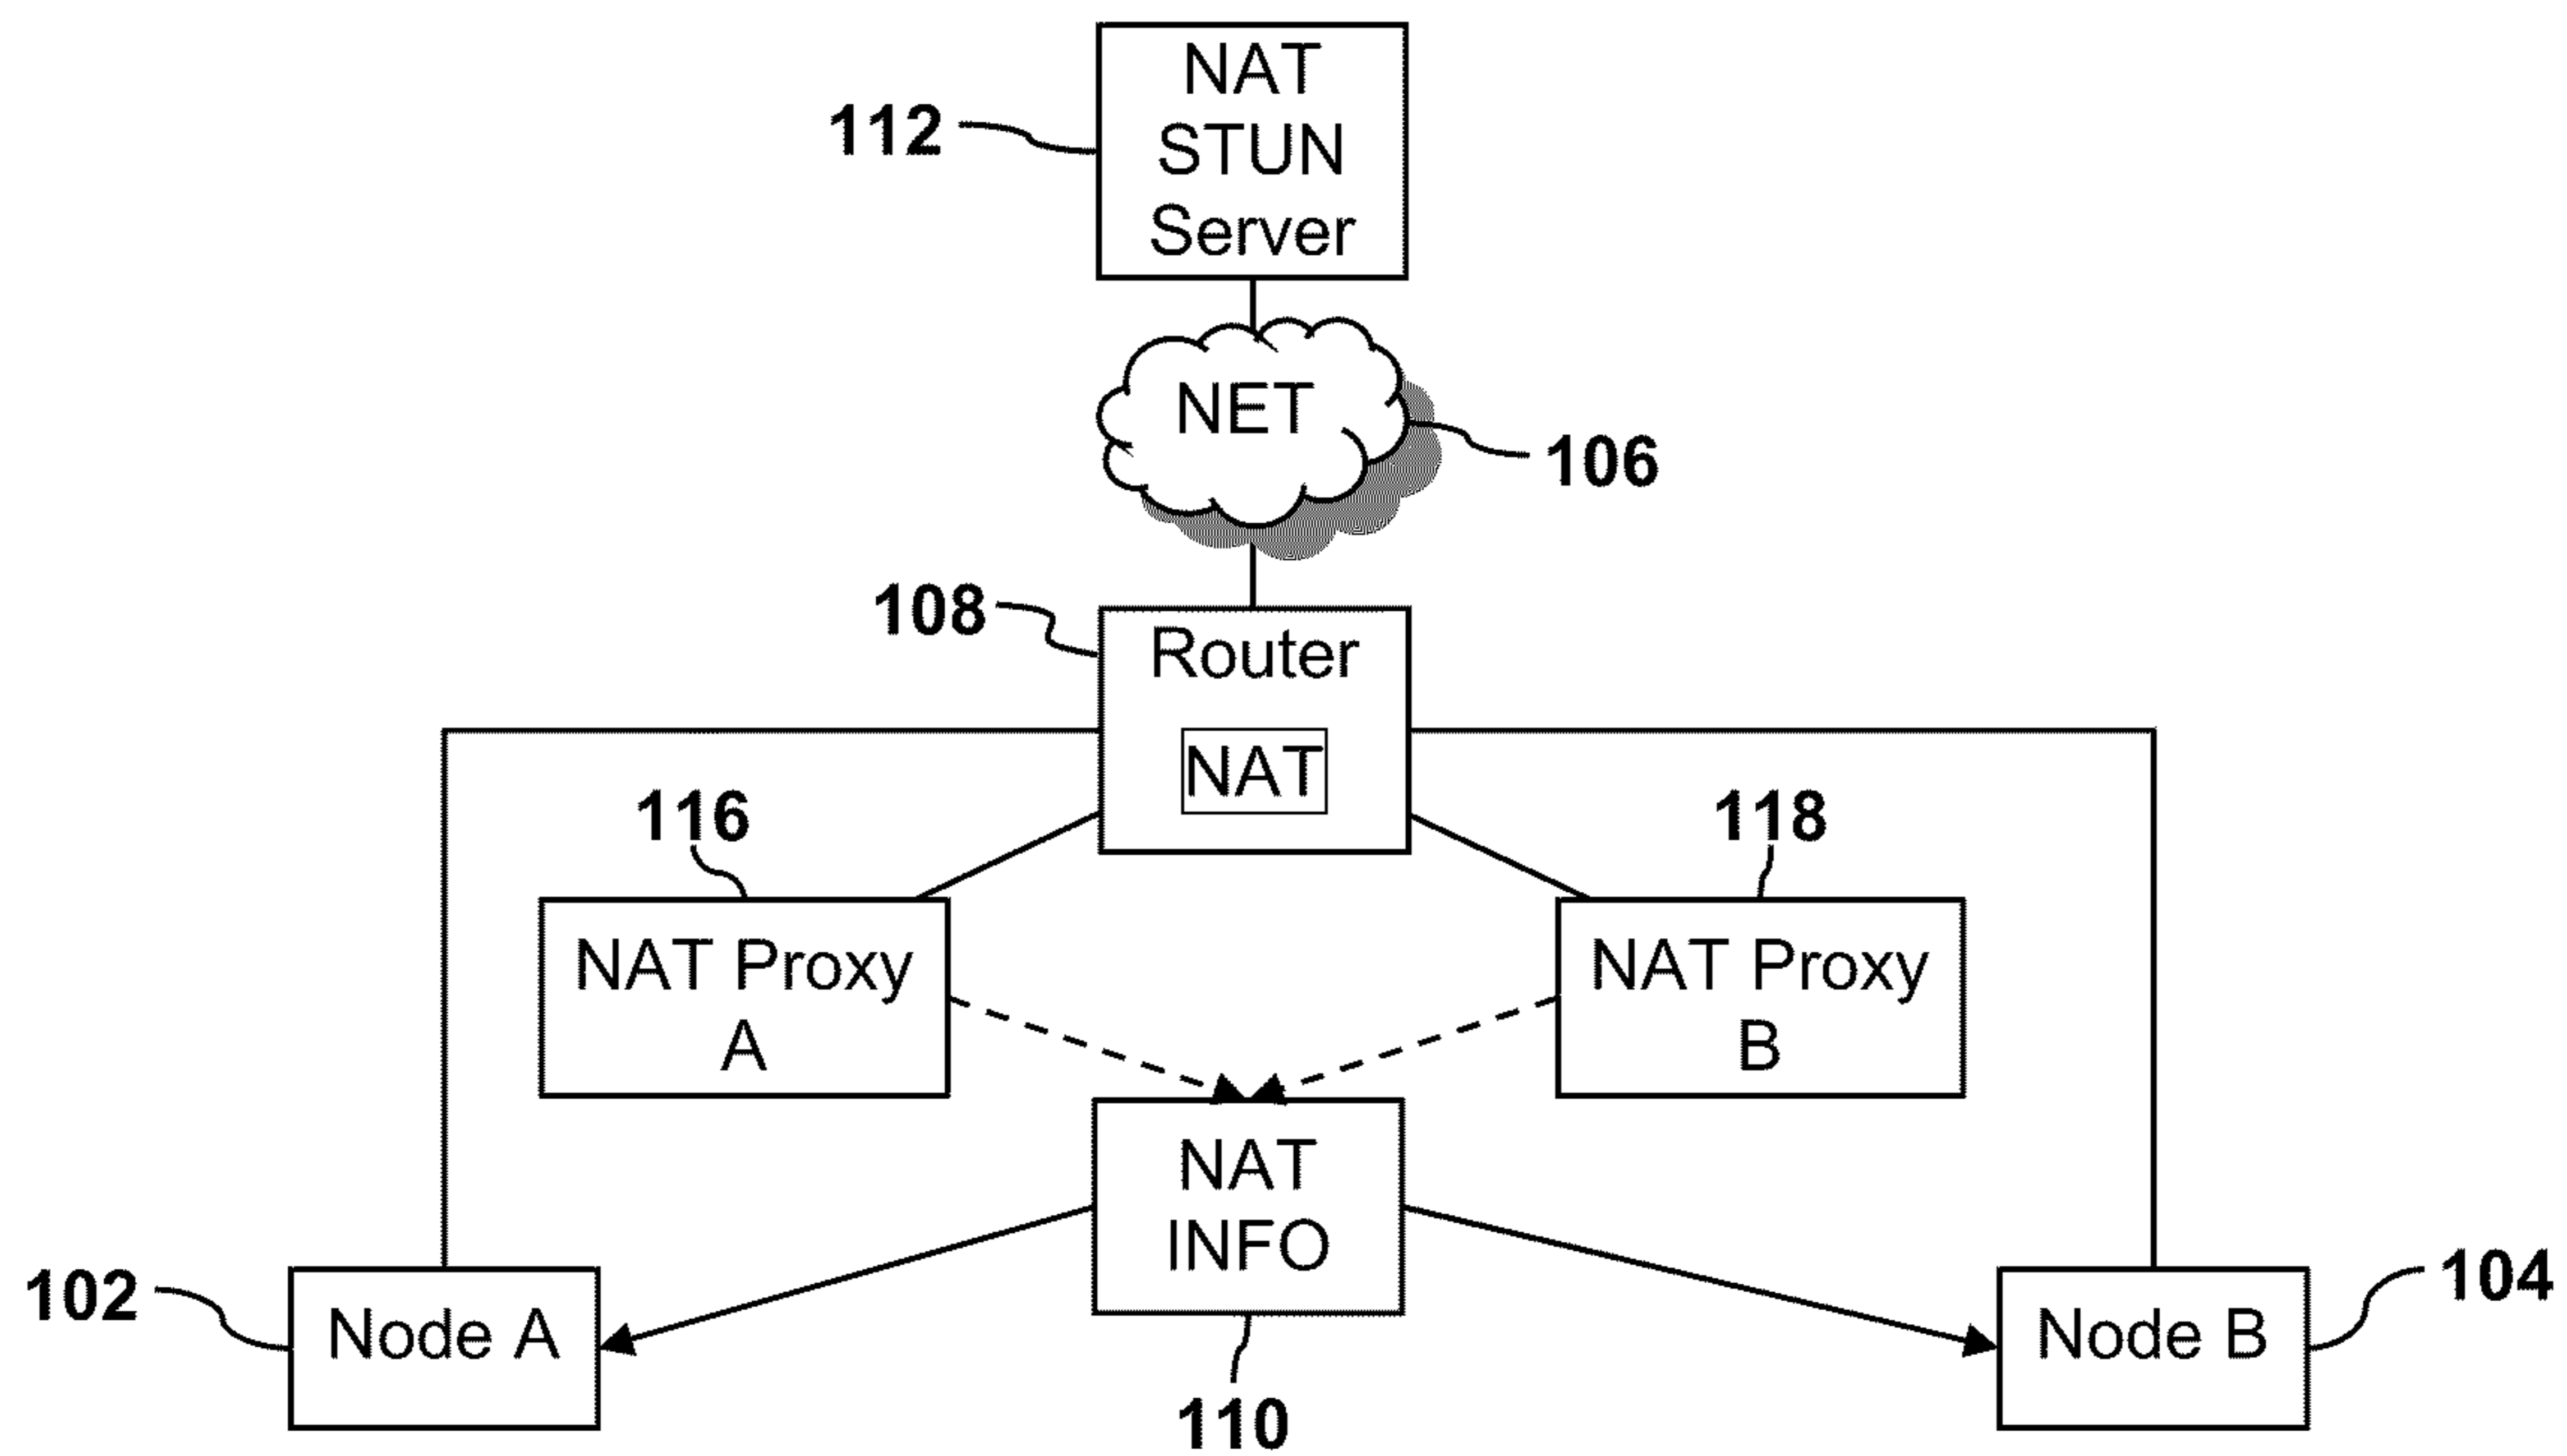 NAT
STUN
Server
112
NET
106
108
Router
NAT
116
118
NAT Proxy
A
NAT Proxy
B
NAT
INFO
102
Node A
Node B
104
110